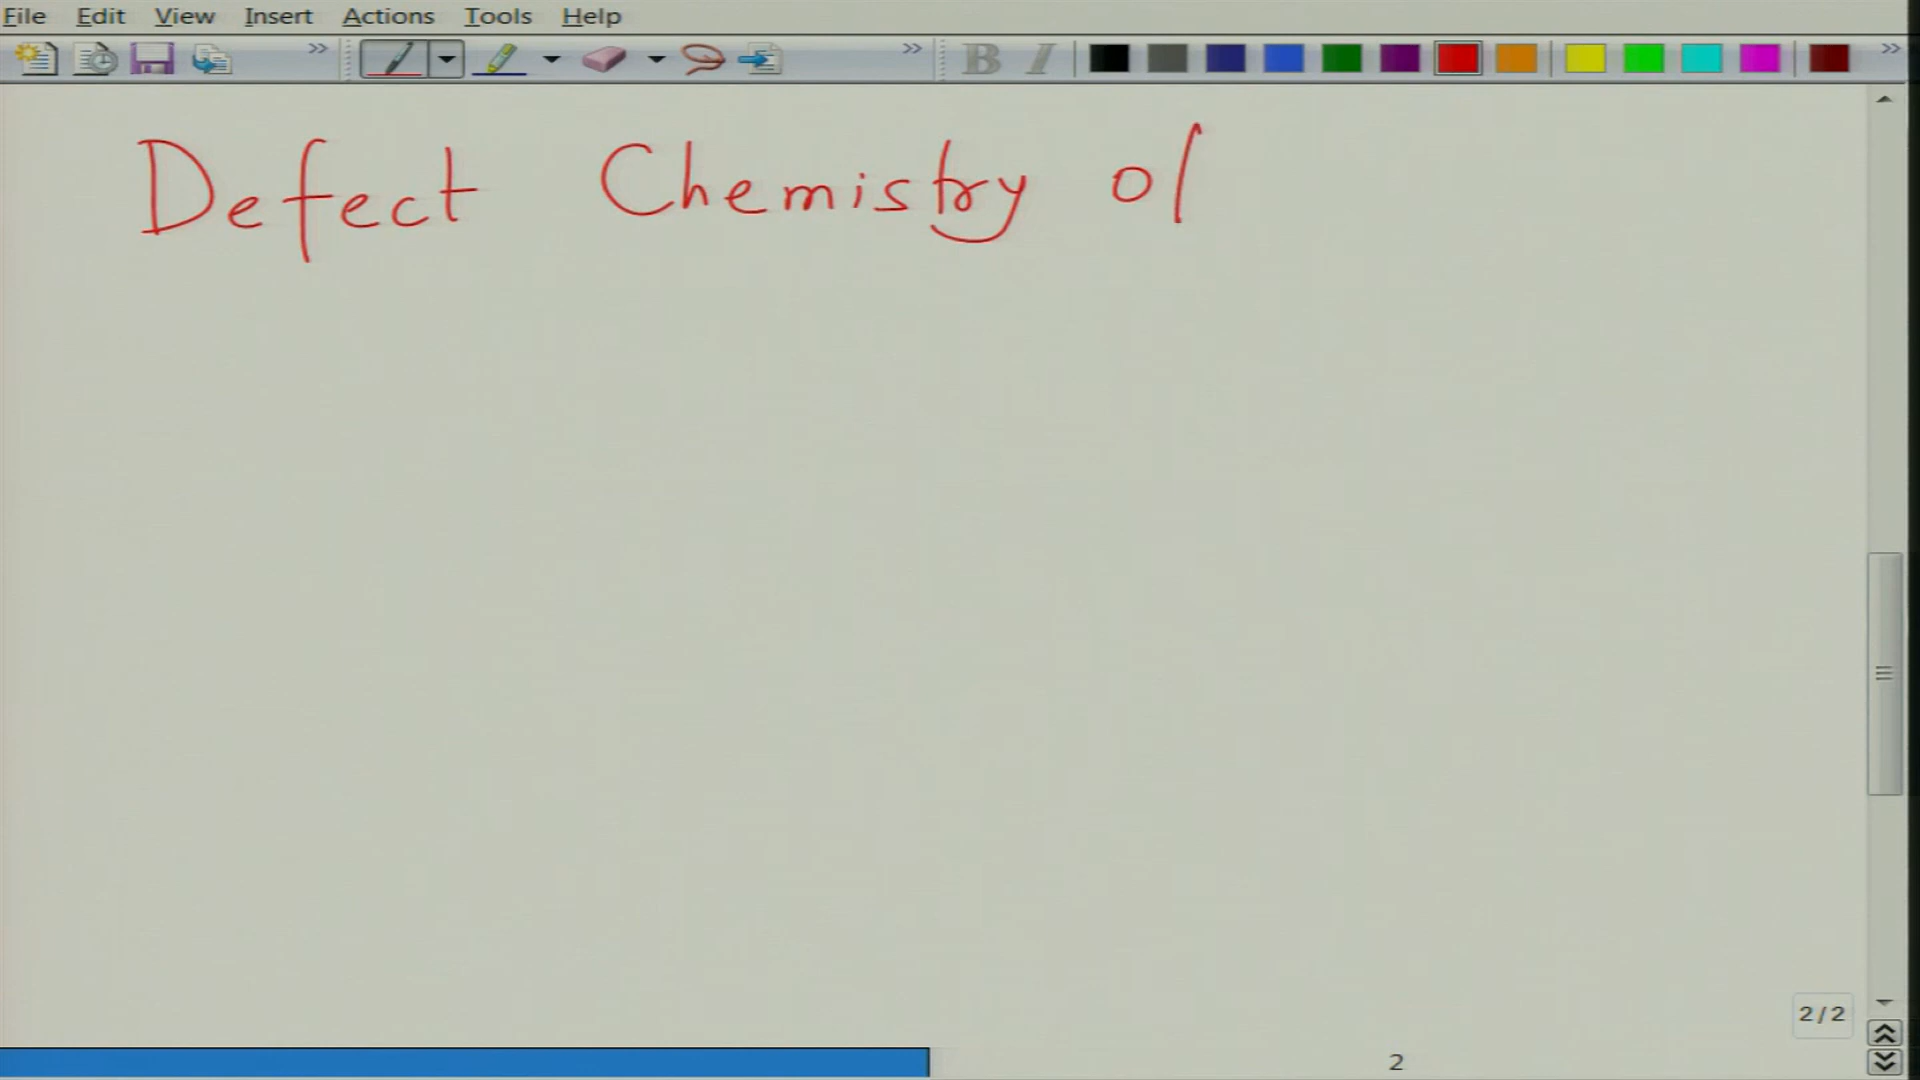 File Edit View Insert Actions Tools Help
B I
Defect Chemistry of
2/2
2